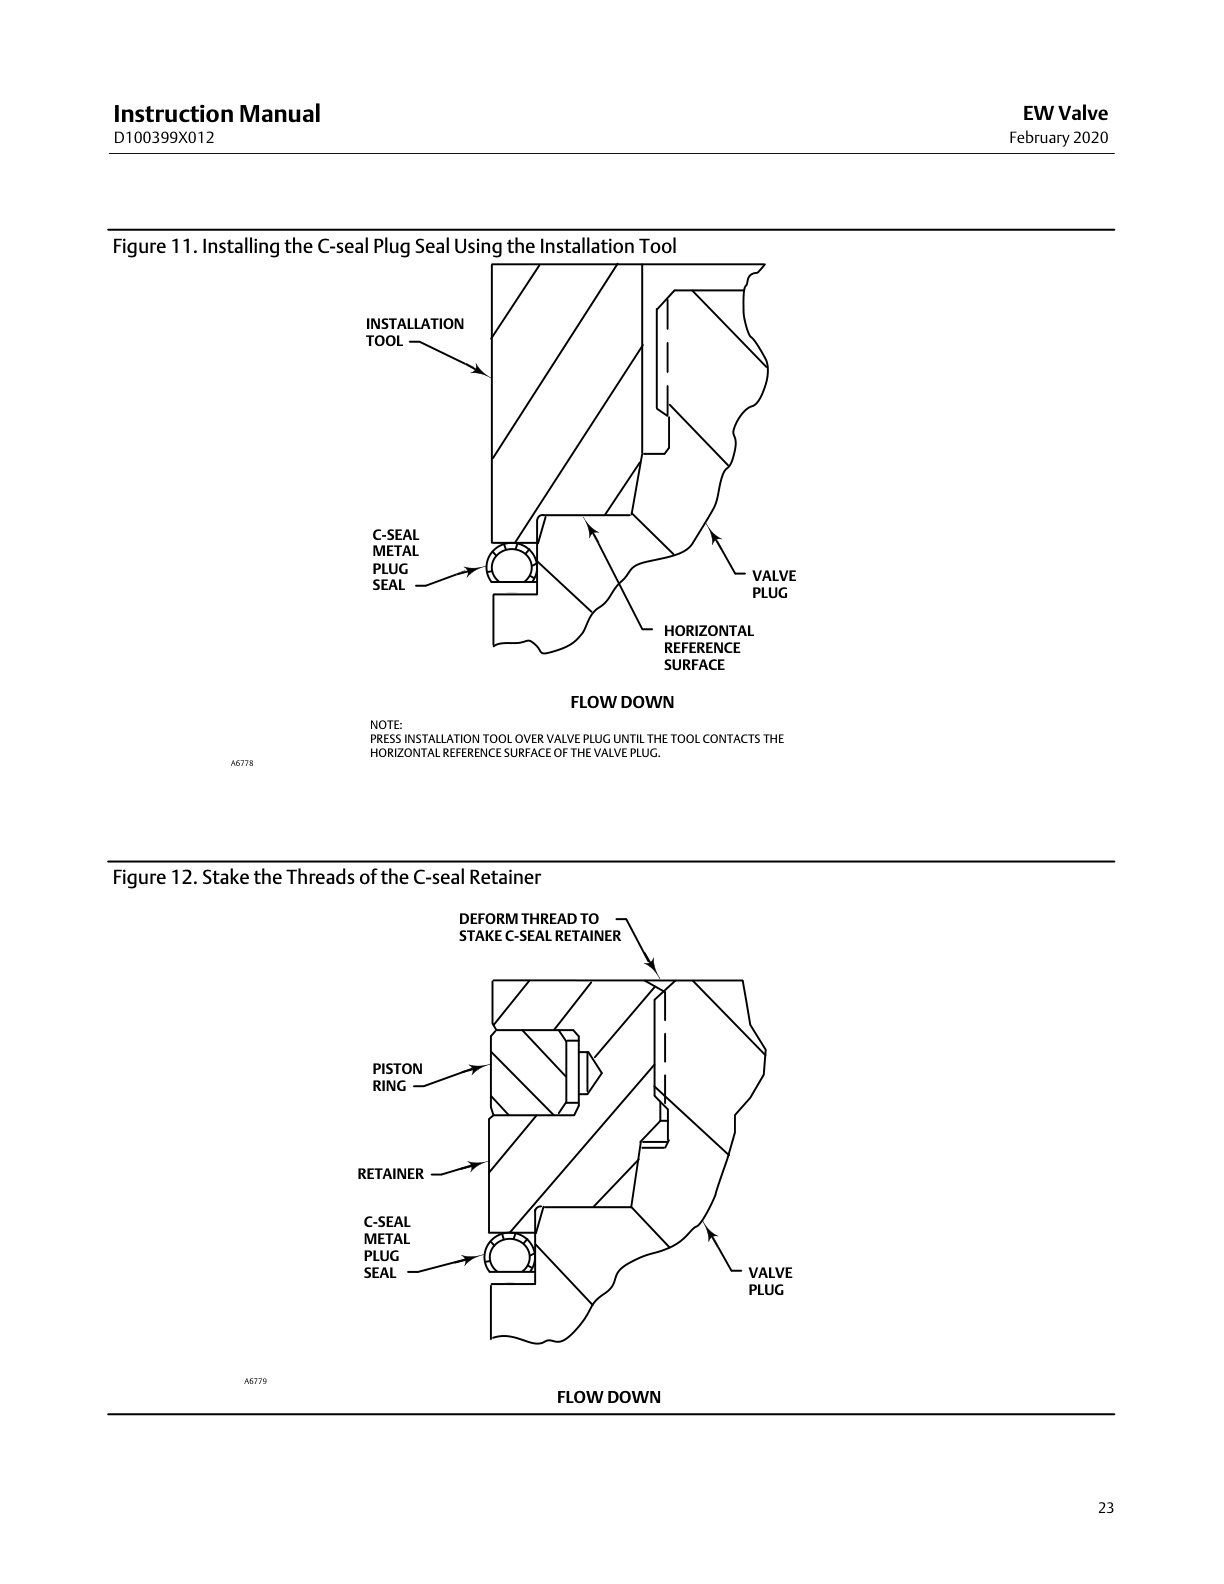 Instruction Manual
D100399X012
EW Valve
February 2020
Figure 11. Installing the C-seal Plug Seal Using the Installation Tool
INSTALLATION
TOOL
C-SEAL
METAL
PLUG
SEAL
VALVE
PLUG
HORIZONTAL
REFERENCE
SURFACE
FLOW DOWN
NOTE:
PRESS INSTALLATION TOOL OVER VALVE PLUG UNTIL THE TOOL CONTACTS THE
HORIZONTAL REFERENCE SURFACE OF THE VALVE PLUG.
A6778
Figure 12. Stake the Threads of the C-seal Retainer
DEFORM THREAD TO
STAKE C-SEAL RETAINER
PISTON
RING
RETAINER
C-SEAL
METAL
PLUG
SEAL
VALVE
PLUG
A6779
FLOW DOWN
23